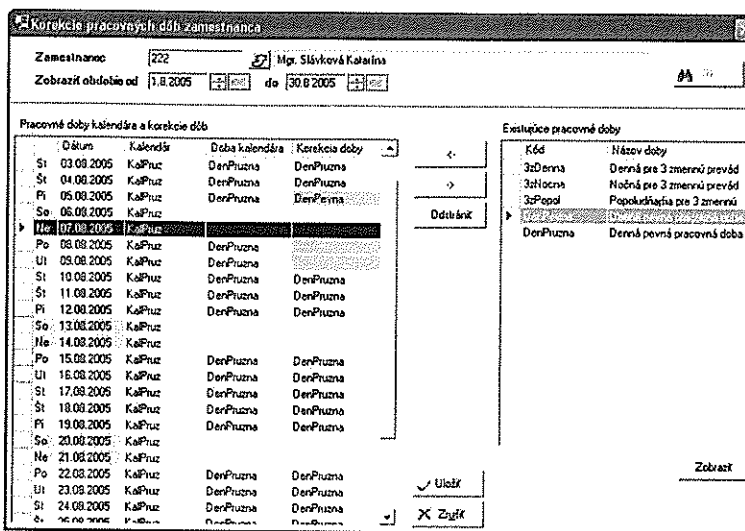 Korekcie pracovných dôb zamestnanca
Zamestnanec 222 Mgr. Slávková Katarína
Zobraziť obdobie od 1.8.2005 do 30.8.2005
Pracovné doby kalendára a korekcie dôb
Dátum Kalendár Doba kalendára Korekcia doby
St 03.08.2005 KalPruz DenPruzna DenPruzna
Št 04.08.2005 KalPruz DenPruzna DenPruzna
Pi 05.08.2005 KalPruz DenPruzna DenPevna
So 06.08.2005 KalPruz
Ne 07.08.2005 KalPruz
Po 08.08.2005 KalPruz DenPruzna
Ut 09.08.2005 KalPruz DenPruzna
St 10.08.2005 KalPruz DenPruzna DenPruzna
Št 11.08.2005 KalPruz DenPruzna DenPruzna
Pi 12.08.2005 KalPruz DenPruzna DenPruzna
So 13.08.2005 KalPruz
Ne 14.08.2005 KalPruz
Po 15.08.2005 KalPruz DenPruzna DenPruzna
Ut 16.08.2005 KalPruz DenPruzna DenPruzna
St 17.08.2005 KalPruz DenPruzna DenPruzna
Št 18.08.2005 KalPruz DenPruzna DenPruzna
Pi 19.08.2005 KalPruz DenPruzna DenPruzna
So 20.08.2005 KalPruz
Ne 21.08.2005 KalPruz
Po 22.08.2005 KalPruz DenPruzna DenPruzna
Ut 23.08.2005 KalPruz DenPruzna DenPruzna
St 24.08.2005 KalPruz DenPruzna DenPruzna
<-
->
Odstrániť
Uložiť
Zrušiť
Existujúce pracovné doby
Kód Názov doby
3zDenna Denná pre 3 zmennú prevád
3zNocna Nočná pre 3 zmennú prevád
3zPopol Popoludňajšia pre 3 zmennú
DenPruzna Denná pevná pracovná doba
Zobraziť